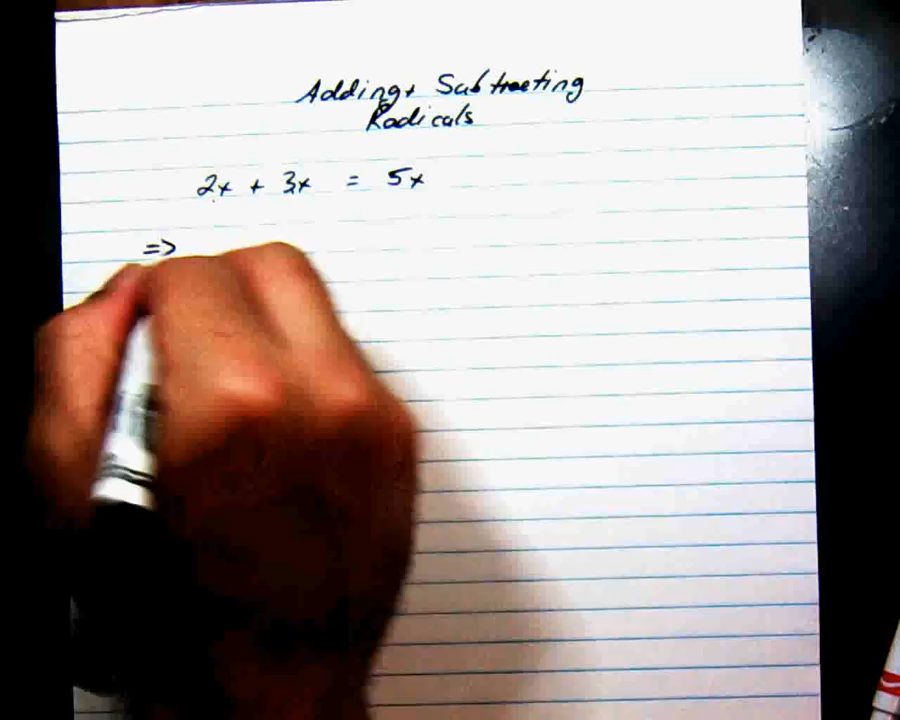 Adding + Subtracting
Radicals
2x + 3x = 5x
=>